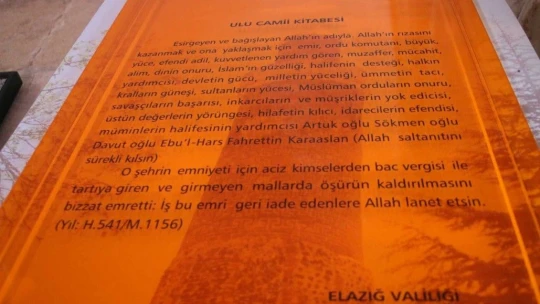 ULU CAMİİ KİTABESİ
Esirgeyen ve bağışlayan Allah'ın adıyla, Allah'ın rızasını
kazanmak ve ona yaklaşmak için emir, ordu komutanı, büyük,
yüce, efendi adil, kuvvetlenen yardım gören, muzaffer, mücahit,
alim, dinin onuru, İslam'ın güzelliği, halifenin desteği, halkın
yardımcısı, devletin gücü, milletin yüceliği, ümmetin tacı,
kralların güneşi, sultanların yücesi, Müslüman orduların onuru,
savaşçıların başarısı, inkarcıların ve müşriklerin yok edicisi,
üstün değerlerin yörüngesi, hilafetin kılıcı, idarecilerin efendisi,
müminlerin halifesinin yardımcısı Artuk oğlu Sökmen oğlu
Davut oğlu Ebu'l-Hars Fahrettin Karaaslan (Allah saltanıtını
sürekli kılsın)
O şehrin emniyeti için aciz kimselerden bac vergisi ile
tartıya giren ve girmeyen mallarda öşürün kaldırılmasını
bizzat emretti: İş bu emri geri iade edenlere Allah lanet etsin.
(Yıl: H.541/M.1156)
ELAZIĞ VALİLİĞİ